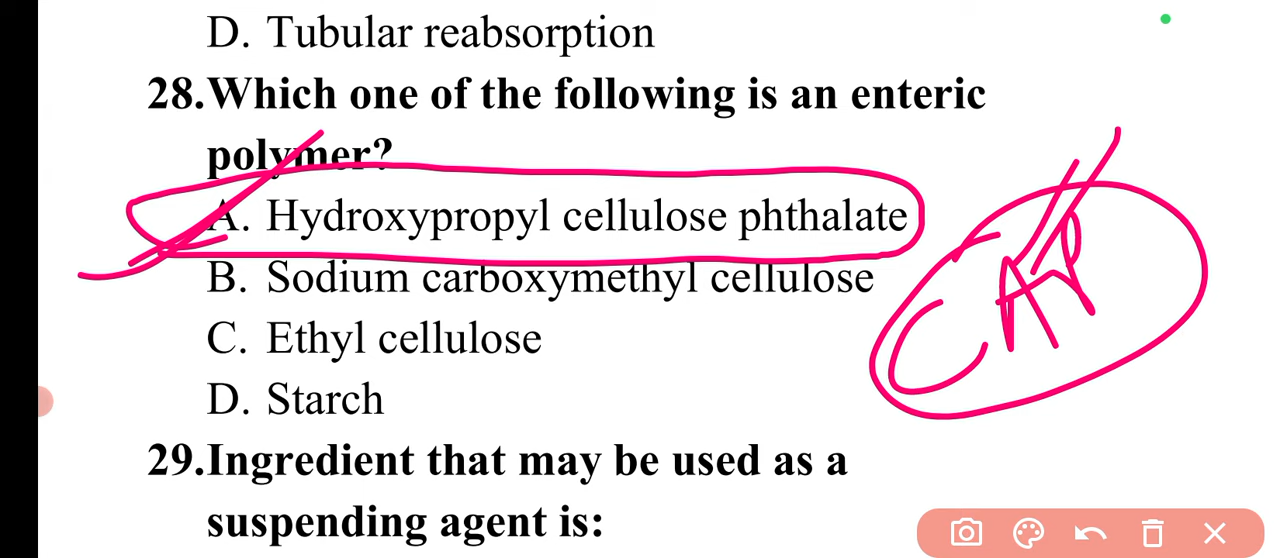 D. Tubular reabsorption
28.Which one of the following is an enteric
polymer?
A. Hydroxypropyl cellulose phthalate
B. Sodium carboxymethyl cellulose
CAP
C. Ethyl cellulose
D. Starch
29.Ingredient that may be used as a
suspending agent is: